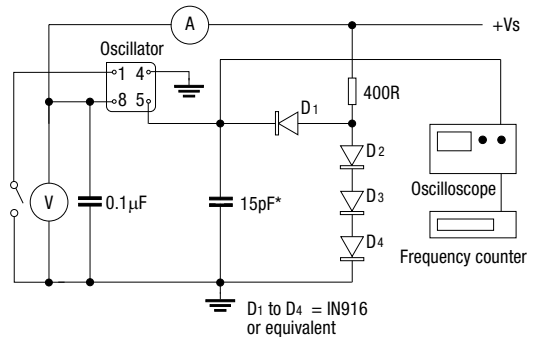 A
+Vs
Oscillator
1 4
8 5
400R
D1
D2
D3
D4
V
0.1µF
15pF*
Oscilloscope
Frequency counter
D1 to D4 = IN916
or equivalent